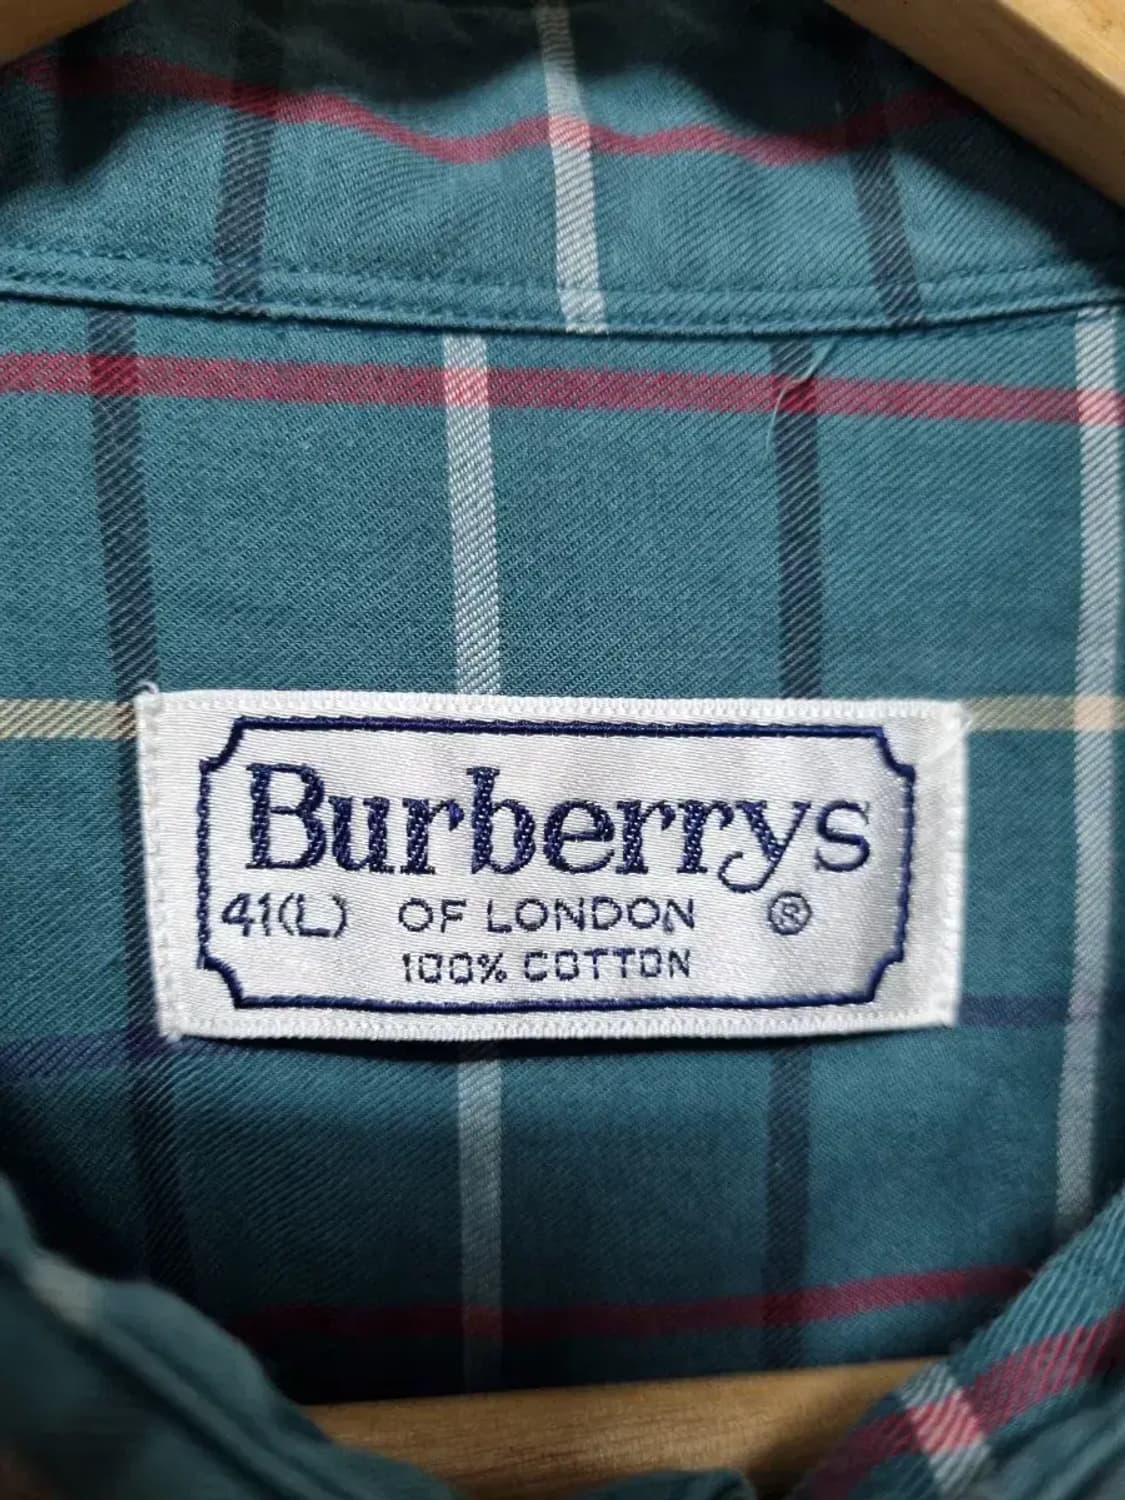 Burberrys
41(L) OF LONDON ®
100% COTTON